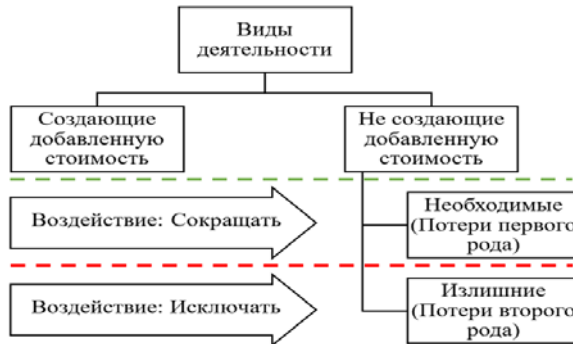 Виды
деятельности
Создающие
добавленную
стоимость
Не создающие
добавленную
стоимость
Воздействие: Сокращать
Необходимые
(Потери первого
рода)
Воздействие: Исключать
Излишние
(Потери второго
рода)